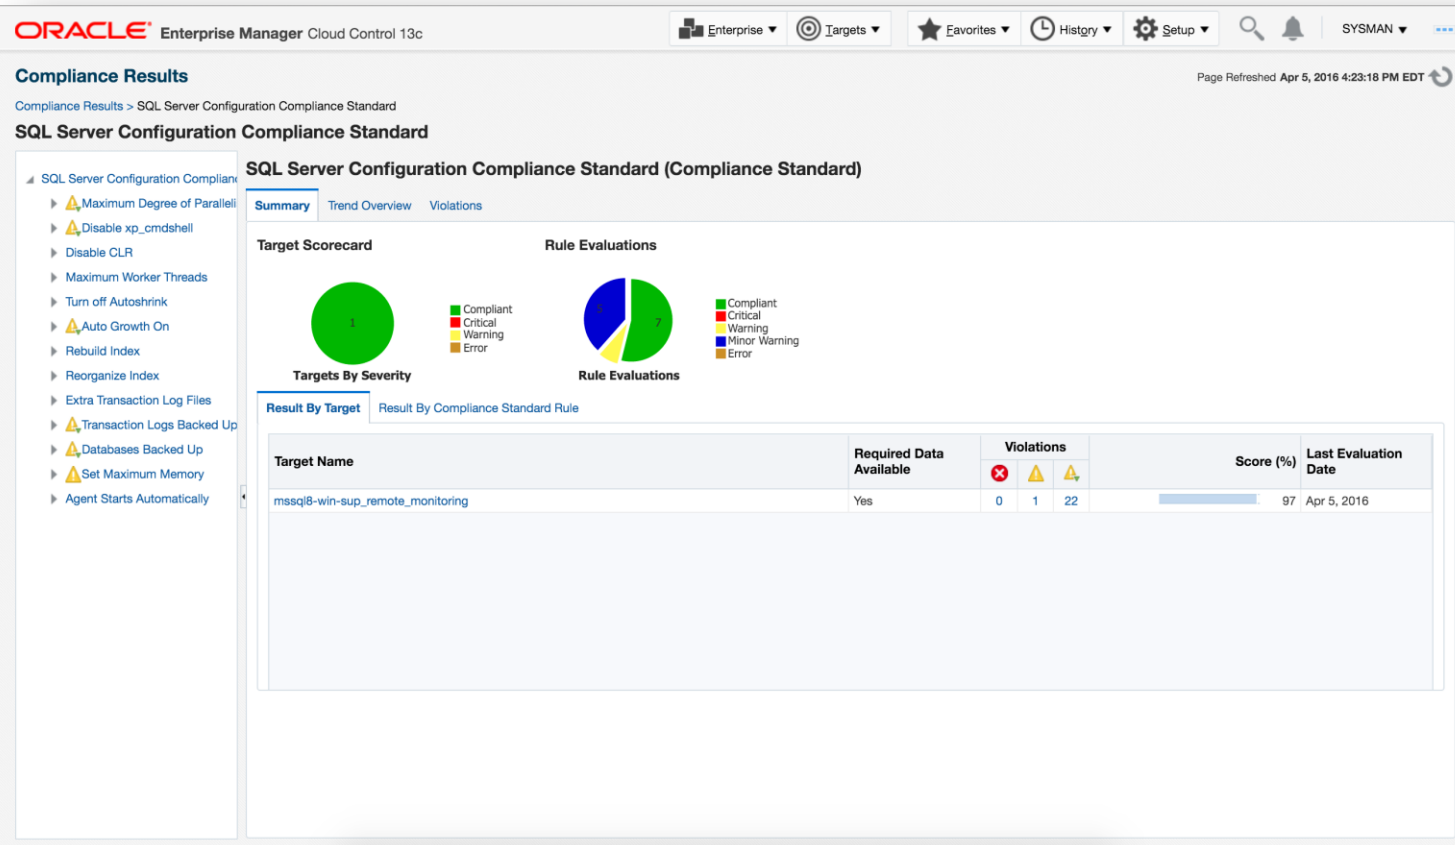 ORACLE Enterprise Manager Cloud Control 13c
Enterprise Targets Favorites History Setup SYSMAN
Compliance Results
Page Refreshed Apr 5, 2016 4:23:18 PM EDT
Compliance Results > SQL Server Configuration Compliance Standard
SQL Server Configuration Compliance Standard
SQL Server Configuration Complianc
Maximum Degree of Paralleli
Disable xp_cmdshell
Disable CLR
Maximum Worker Threads
Turn off Autoshrink
Auto Growth On
Rebuild Index
Reorganize Index
Extra Transaction Log Files
Transaction Logs Backed Up
Databases Backed Up
Set Maximum Memory
Agent Starts Automatically
SQL Server Configuration Compliance Standard (Compliance Standard)
Summary Trend Overview Violations
Target Scorecard
1
Compliant
Critical
Warning
Error
Targets By Severity
Rule Evaluations
5
7
Compliant
Critical
Warning
Minor Warning
Error
Rule Evaluations
Result By Target Result By Compliance Standard Rule
Target Name
Required Data Available
Violations
Score (%)
Last Evaluation Date
mssql8-win-sup_remote_monitoring Yes 0 1 22 97 Apr 5, 2016